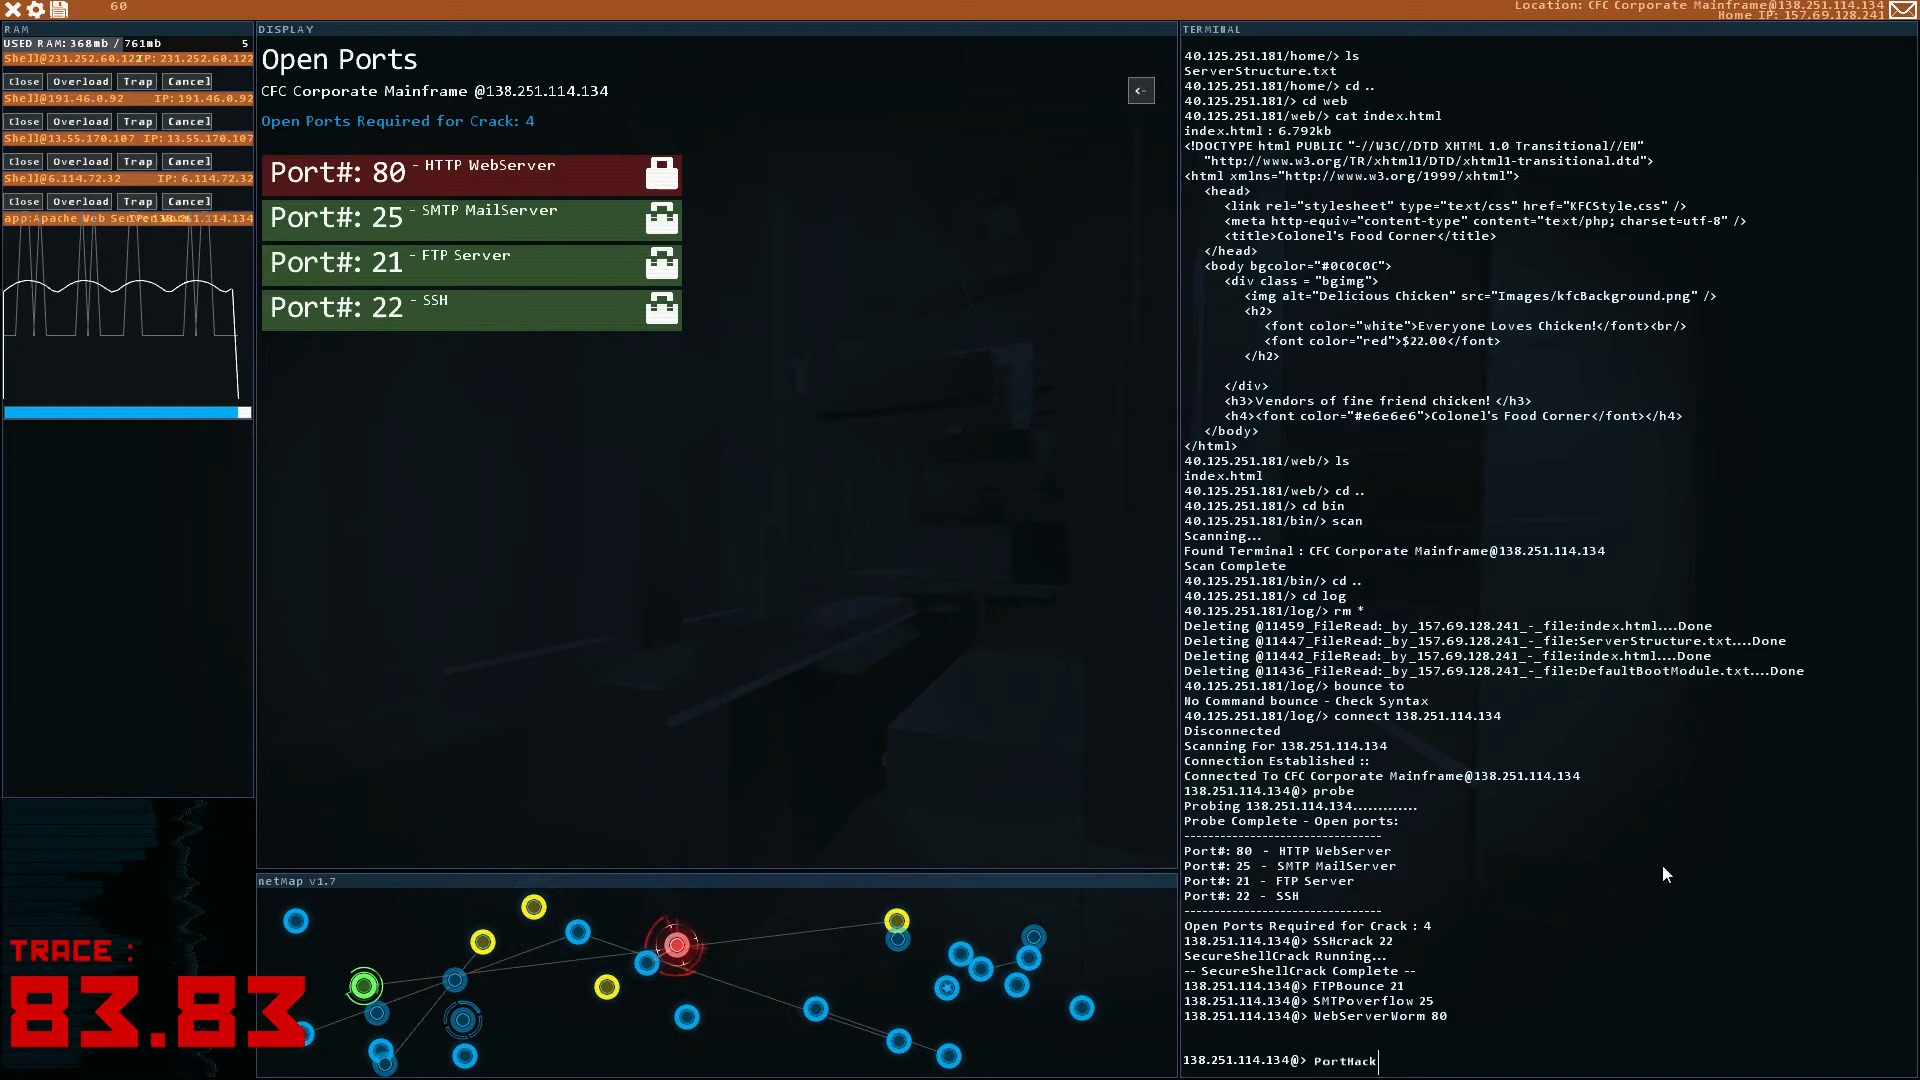 60
Location: CFC Corporate Mainframe@138.251.114.134
Home IP: 157.69.128.241
RAM
USED RAM: 368mb / 761mb 5
Shell@231.252.60.122 IP: 231.252.60.122
Close Overload Trap Cancel
Shell@191.46.0.92 IP: 191.46.0.92
Close Overload Trap Cancel
Shell@13.55.170.107 IP: 13.55.170.107
Close Overload Trap Cancel
Shell@6.114.72.32 IP: 6.114.72.32
Close Overload Trap Cancel
app:Apache Web Server Worm IP: 138.251.114.134
TRACE :
83.83
DISPLAY
Open Ports
CFC Corporate Mainframe @138.251.114.134
<-
Open Ports Required for Crack: 4
Port#: 80 - HTTP WebServer
Port#: 25 - SMTP MailServer
Port#: 21 - FTP Server
Port#: 22 - SSH
netMap v1.7
TERMINAL
40.125.251.181/home/> ls
ServerStructure.txt
40.125.251.181/home/> cd ..
40.125.251.181/> cd web
40.125.251.181/web/> cat index.html
index.html : 6.792kb
<!DOCTYPE html PUBLIC "-//W3C//DTD XHTML 1.0 Transitional//EN"
"http://www.w3.org/TR/xhtml1/DTD/xhtml1-transitional.dtd">
<html xmlns="http://www.w3.org/1999/xhtml">
<head>
<link rel="stylesheet" type="text/css" href="KFCStyle.css" />
<meta http-equiv="content-type" content="text/php; charset=utf-8" />
<title>Colonel's Food Corner</title>
</head>
<body bgcolor="#0C0C0C">
<div class = "bgimg">
<img alt="Delicious Chicken" src="Images/kfcBackground.png" />
<h2>
<font color="white">Everyone Loves Chicken!</font><br/>
<font color="red">$22.00</font>
</h2>
</div>
<h3>Vendors of fine friend chicken! </h3>
<h4><font color="#e6e6e6">Colonel's Food Corner</font></h4>
</body>
</html>
40.125.251.181/web/> ls
index.html
40.125.251.181/web/> cd ..
40.125.251.181/> cd bin
40.125.251.181/bin/> scan
Scanning...
Found Terminal : CFC Corporate Mainframe@138.251.114.134
Scan Complete
40.125.251.181/bin/> cd ..
40.125.251.181/> cd log
40.125.251.181/log/> rm *
Deleting @11459_FileRead:_by_157.69.128.241_-_file:index.html....Done
Deleting @11447_FileRead:_by_157.69.128.241_-_file:ServerStructure.txt....Done
Deleting @11442_FileRead:_by_157.69.128.241_-_file:index.html....Done
Deleting @11436_FileRead:_by_157.69.128.241_-_file:DefaultBootModule.txt....Done
40.125.251.181/log/> bounce to
No Command bounce - Check Syntax
40.125.251.181/log/> connect 138.251.114.134
Disconnected
Scanning For 138.251.114.134
Connection Established ::
Connected To CFC Corporate Mainframe@138.251.114.134
138.251.114.134@> probe
Probing 138.251.114.134.............
Probe Complete - Open ports:
---------------------------------
Port#: 80 - HTTP WebServer
Port#: 25 - SMTP MailServer
Port#: 21 - FTP Server
Port#: 22 - SSH
---------------------------------
Open Ports Required for Crack : 4
138.251.114.134@> SSHcrack 22
SecureShellCrack Running...
-- SecureShellCrack Complete --
138.251.114.134@> FTPBounce 21
138.251.114.134@> SMTPoverflow 25
138.251.114.134@> WebServerWorm 80
138.251.114.134@> PortHack